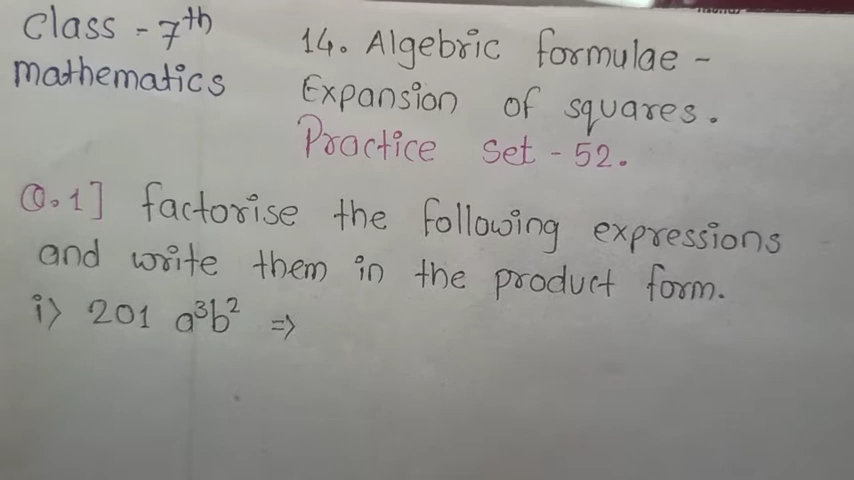 Class - 7th
mathematics
14. Algebric formulae -
Expansion of squares.
Practice Set - 52.
Q.1] factorise the following expressions
and write them in the product form.
i) 201 a³b² =>